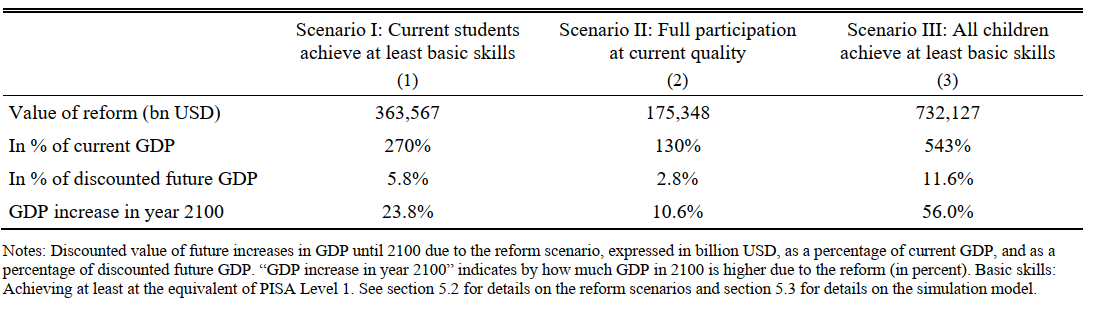 Scenario I: Current students Scenario II: Full participation Scenario III: All children
achieve at least basic skills at current quality achieve at least basic skills
(1) (2) (3)
Value of reform (bn USD) 363,567 175,348 732,127
In % of current GDP 270% 130% 543%
In % of discounted future GDP 5.8% 2.8% 11.6%
GDP increase in year 2100 23.8% 10.6% 56.0%
Notes: Discounted value of future increases in GDP until 2100 due to the reform scenario, expressed in billion USD, as a percentage of current GDP, and as a
percentage of discounted future GDP. “GDP increase in year 2100” indicates by how much GDP in 2100 is higher due to the reform (in percent). Basic skills:
Achieving at least at the equivalent of PISA Level 1. See section 5.2 for details on the reform scenarios and section 5.3 for details on the simulation model.